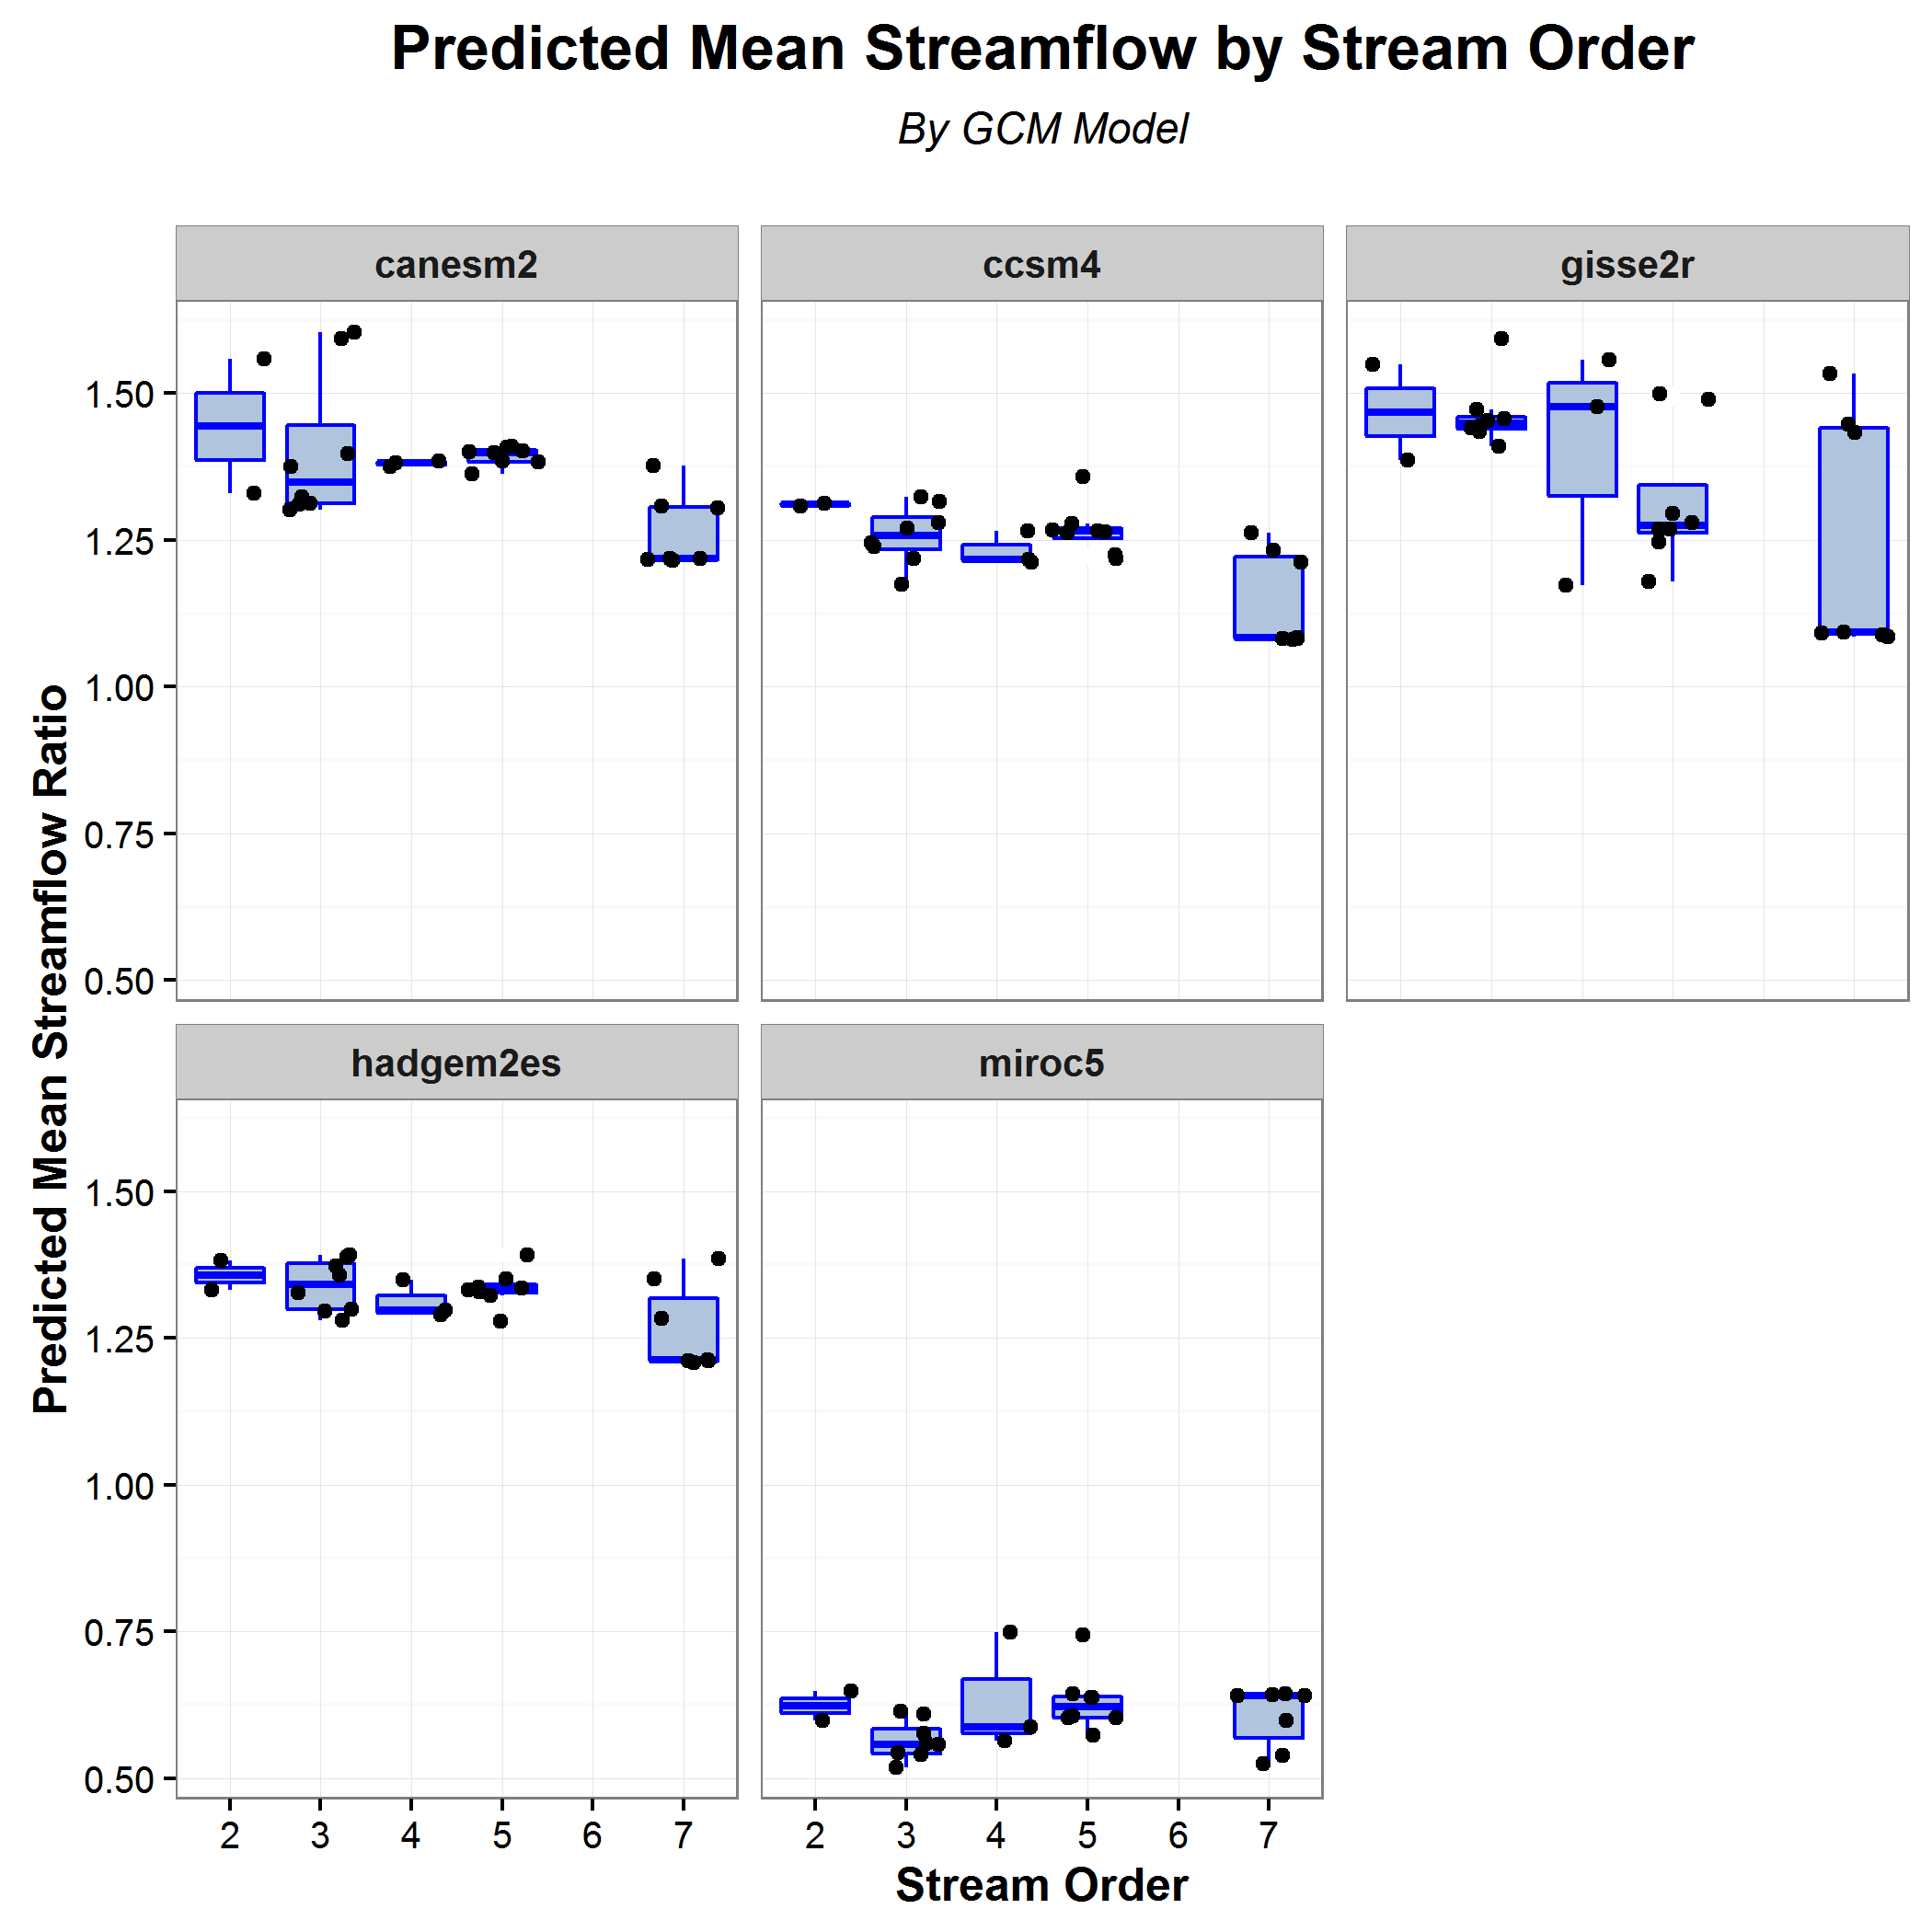 Predicted Mean Streamflow by Stream Order
By GCM Model
canesm2
ccsm4
gisse2r
1.50
1.25
1.00
0.75
0.50
Predicted Mean Streamflow Ratio
hadgem2es
miroc5
1.50
1.25
1.00
0.75
0.50
2 3 4 5 6 7
2 3 4 5 6 7
Stream Order